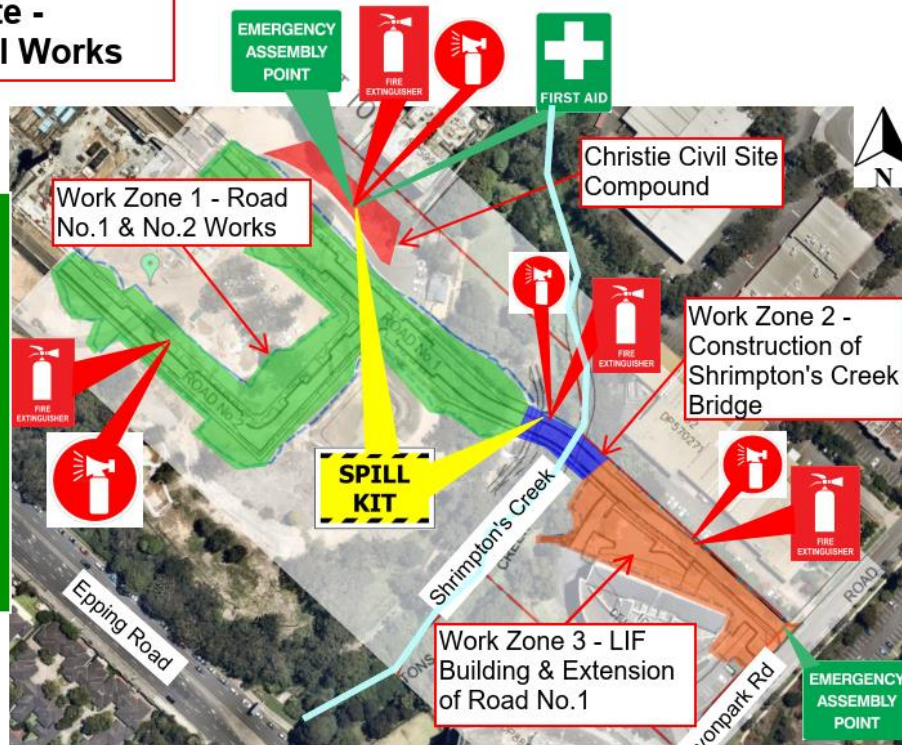 te -
l Works
EMERGENCY
ASSEMBLY
POINT
FIRE
EXTINGUISHER
FIRST AID
N
Christie Civil Site
Compound
Work Zone 1 - Road
No.1 & No.2 Works
FIRE
EXTINGUISHER
Work Zone 2 -
Construction of
Shrimpton's Creek
Bridge
DP570271
ROAD No.
ROAD No.
FIRE
EXTINGUISHER
SPILL
KIT
FIRE
EXTINGUISHER
Shrimpton's Creek
Epping Road
TONS
ROAD
Work Zone 3 - LIF
Building & Extension
of Road No.1
vonpark Rd
EMERGENCY
ASSEMBLY
POINT